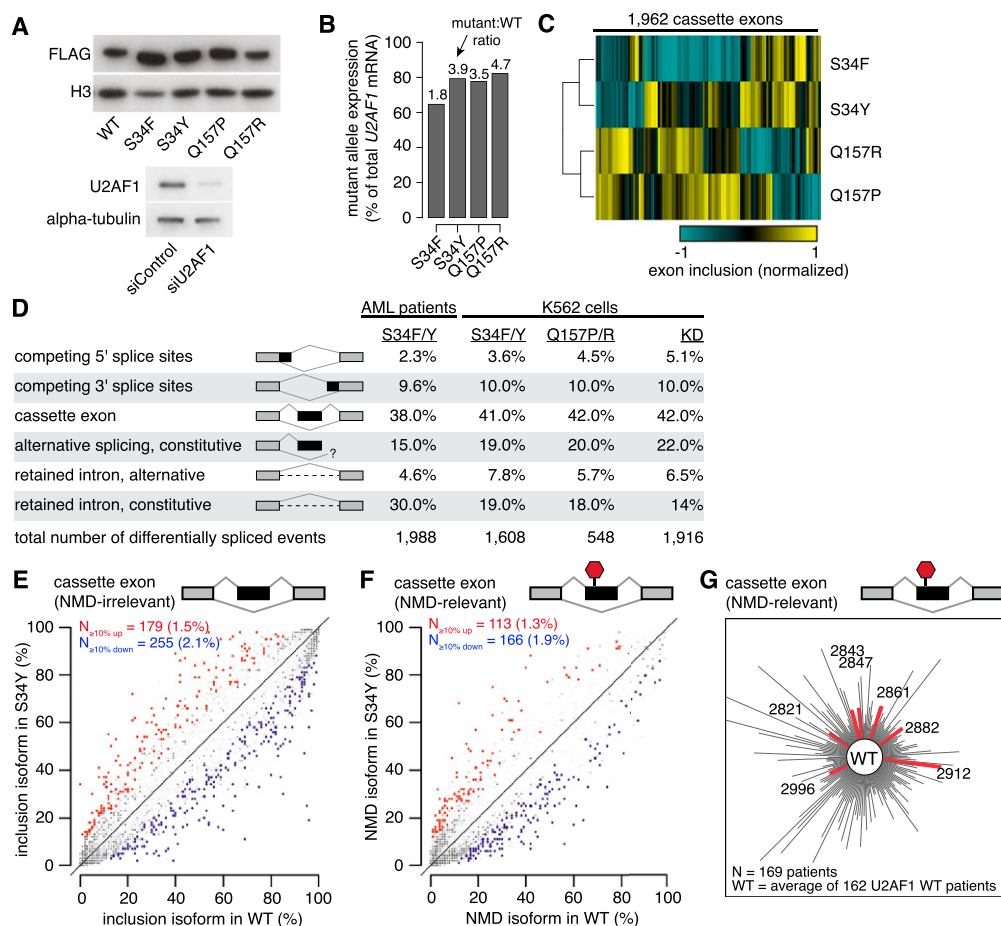 A
FLAG
H3
WT S34F S34Y Q157P Q157R
U2AF1
alpha-tubulin
siControl siU2AF1
B
mutant:WT
ratio
mutant allele expression
(% of total U2AF1 mRNA)
100
80
60
40
20
0
1.8 3.9 3.5 4.7
S34F S34Y Q157P Q157R
C
1,962 cassette exons
S34F
S34Y
Q157R
Q157P
-1 1
exon inclusion (normalized)
D
AML patients K562 cells
S34F/Y S34F/Y Q157P/R KD
competing 5' splice sites 2.3% 3.6% 4.5% 5.1%
competing 3' splice sites 9.6% 10.0% 10.0% 10.0%
cassette exon 38.0% 41.0% 42.0% 42.0%
alternative splicing, constitutive ? 15.0% 19.0% 20.0% 22.0%
retained intron, alternative 4.6% 7.8% 5.7% 6.5%
retained intron, constitutive 30.0% 19.0% 18.0% 14%
total number of differentially spliced events 1,988 1,608 548 1,916
E
cassette exon
(NMD-irrelevant)
N≥10% up = 179 (1.5%)
N≥10% down = 255 (2.1%)
inclusion isoform in S34Y (%)
100
80
60
40
20
0
0 20 40 60 80 100
inclusion isoform in WT (%)
F
cassette exon
(NMD-relevant)
N≥10% up = 113 (1.3%)
N≥10% down = 166 (1.9%)
NMD isoform in S34Y (%)
100
80
60
40
20
0
0 20 40 60 80 100
NMD isoform in WT (%)
G
cassette exon
(NMD-relevant)
2843
2847
2861
2821
2882
WT
2912
2996
N = 169 patients
WT = average of 162 U2AF1 WT patients